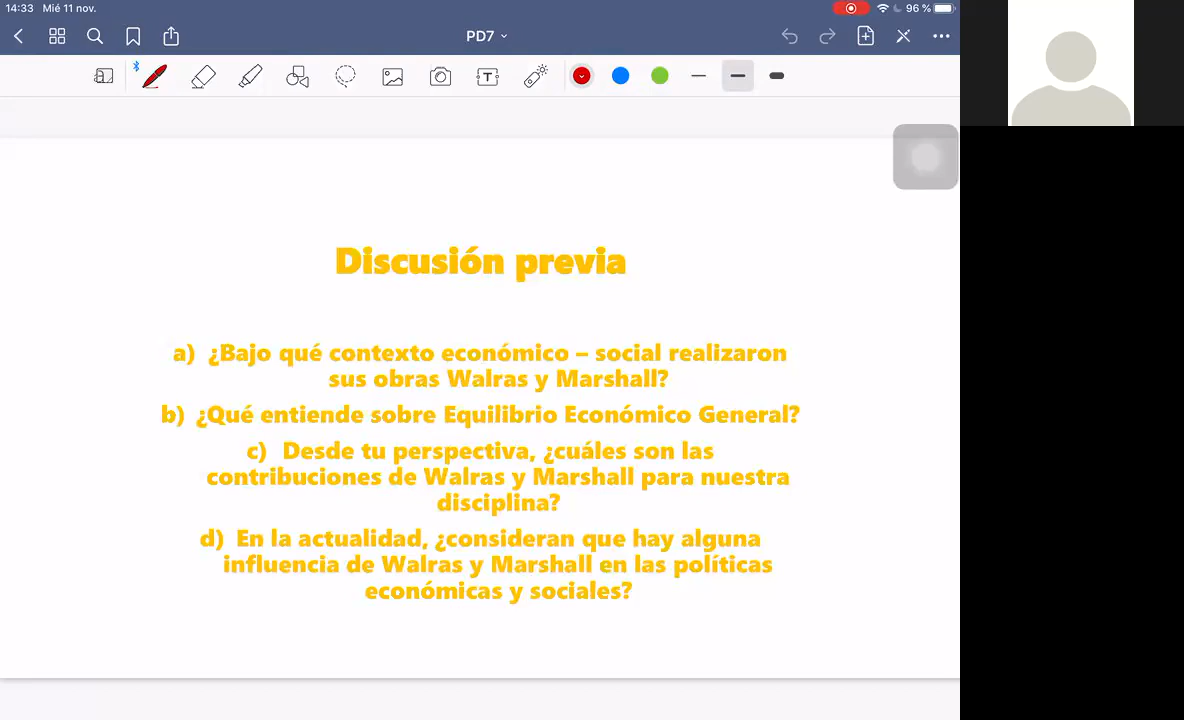 14:33 Mié 11 nov.
96 %
PD7
T
Discusión previa
a) ¿Bajo qué contexto económico – social realizaron
sus obras Walras y Marshall?
b) ¿Qué entiende sobre Equilibrio Económico General?
c) Desde tu perspectiva, ¿cuáles son las
contribuciones de Walras y Marshall para nuestra
disciplina?
d) En la actualidad, ¿consideran que hay alguna
influencia de Walras y Marshall en las políticas
económicas y sociales?